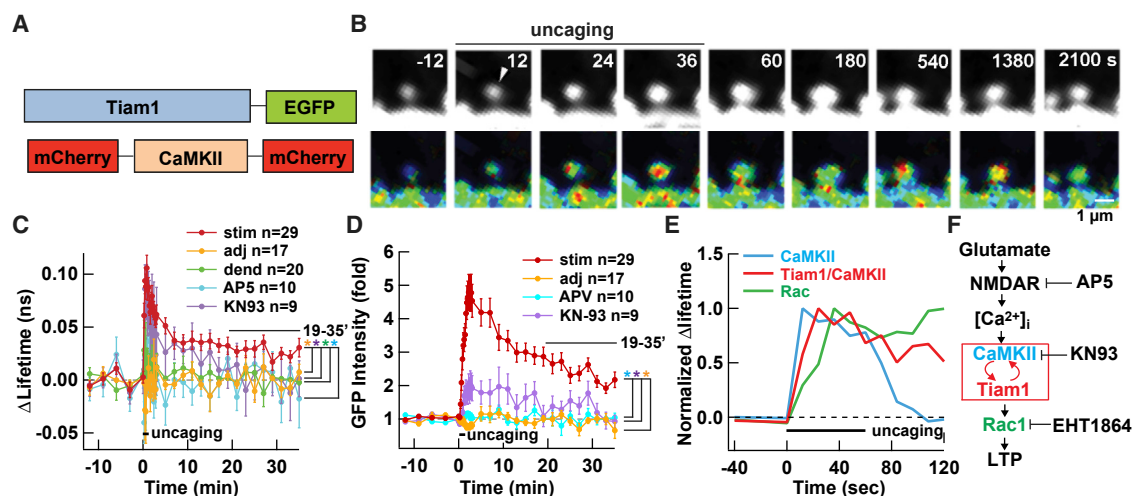 A
Tiam1
EGFP
mCherry
CaMKII
mCherry
B
uncaging
-12
12
24
36
60
180
540
1380
2100 s
1 µm
C
stim n=29
adj n=17
dend n=20
AP5 n=10
KN93 n=9
19-35'
* * * *
0.10
0.05
0.00
-0.05
ΔLifetime (ns)
uncaging
-10 0 10 20 30
Time (min)
D
stim n=29
adj n=17
APV n=10
KN-93 n=9
19-35'
* * *
6
4
2
1
0
GFP Intensity (fold)
uncaging
-10 0 10 20 30
Time (min)
E
CaMKII
Tiam1/CaMKII
Rac
1.5
1.0
0.5
0.0
Normalized Δlifetime
uncaging
-40 0 40 80 120
Time (sec)
F
Glutamate
NMDAR
AP5
[Ca²⁺]ᵢ
CaMKII
KN93
Tiam1
Rac1
EHT1864
LTP